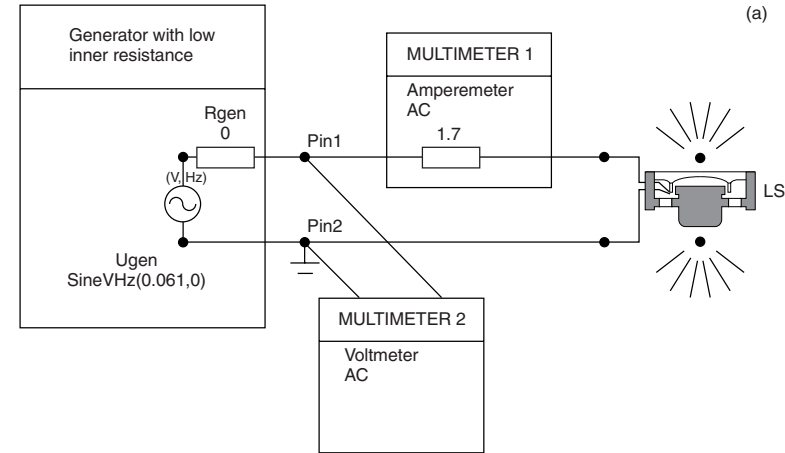 (a)
Generator with low
inner resistance
MULTIMETER 1
Amperemeter
AC
1.7
Rgen
0
Pin1
(V, Hz)
LS
Pin2
Ugen
SineVHz(0.061,0)
MULTIMETER 2
Voltmeter
AC